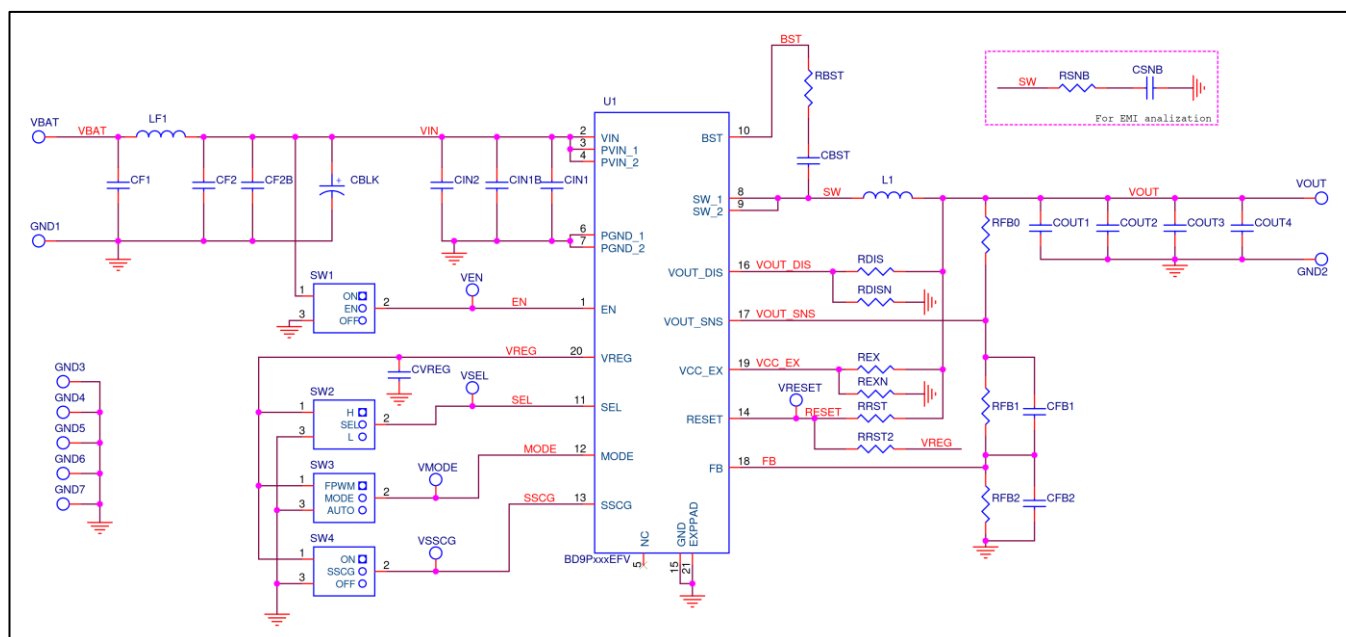 BST
RBST
SW
RSNB
CSNB
For EMI analization
U1
VBAT
VBAT
LF1
VIN
2
VIN
3
PVIN_1
4
PVIN_2
BST
10
CBST
CF1
CF2
CF2B
+
CBLK
CIN2
CIN1B
CIN1
SW_1
8
SW_2
9
SW
L1
VOUT
VOUT
GND1
6
PGND_1
7
PGND_2
RFB0
COUT1
COUT2
COUT3
COUT4
GND2
VOUT_DIS
16
VOUT_DIS
RDIS
RDISN
SW1
1
ON
EN
2
3
OFF
VEN
EN
1
EN
VOUT_SNS
17
VOUT_SNS
VREG
20
VREG
CVREG
VCC_EX
19
VCC_EX
REX
REXN
GND3
GND4
GND5
GND6
GND7
SW2
1
H
SEL
2
3
L
VSEL
SEL
11
SEL
VRESET
RESET
14
RESET
RRST
RRST2
VREG
RFB1
CFB1
MODE
12
MODE
SW3
1
FPWM
MODE
2
3
AUTO
VMODE
FB
18
FB
RFB2
CFB2
SSCG
13
SSCG
SW4
1
ON
SSCG
2
3
OFF
VSSCG
NC
GND
EXPPAD
BD9PxxxEFV
5
15
21